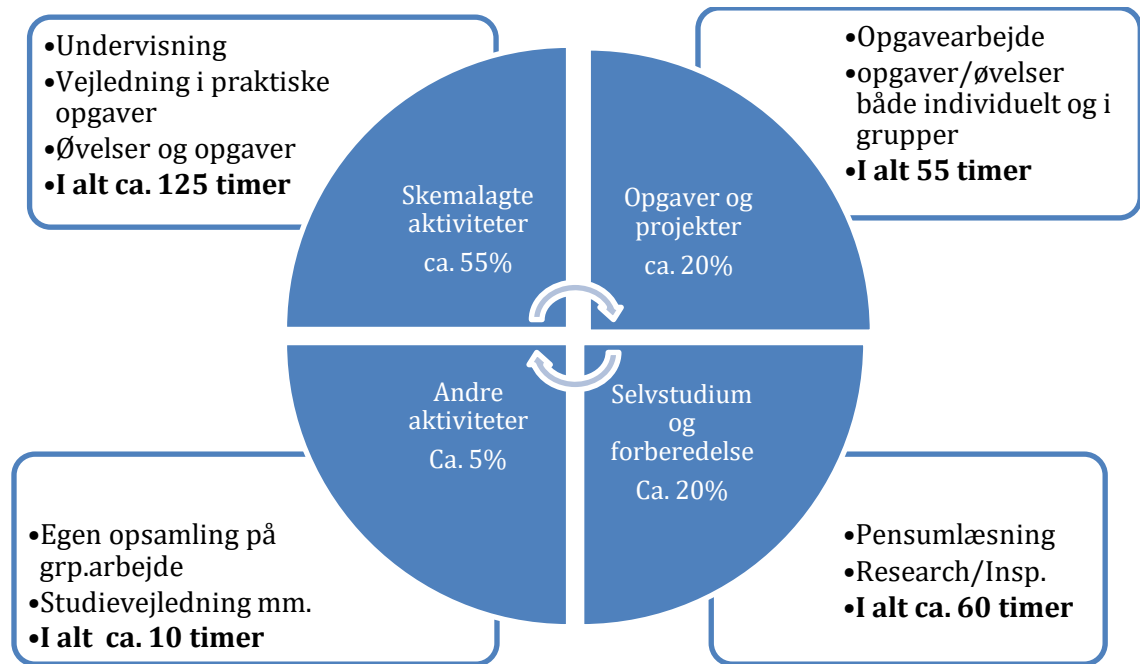 •Undervisning
•Vejledning i praktiske
opgaver
•Øvelser og opgaver
•I alt ca. 125 timer
•Opgavearbejde
•opgaver/øvelser
både individuelt og i
grupper
•I alt 55 timer
Skemalagte
aktiviteter
ca. 55%
Opgaver og
projekter
ca. 20%
Andre
aktiviteter
Ca. 5%
Selvstudium
og
forberedelse
Ca. 20%
•Egen opsamling på
grp.arbejde
•Studievejledning mm.
•I alt ca. 10 timer
•Pensumlæsning
•Research/Insp.
•I alt ca. 60 timer